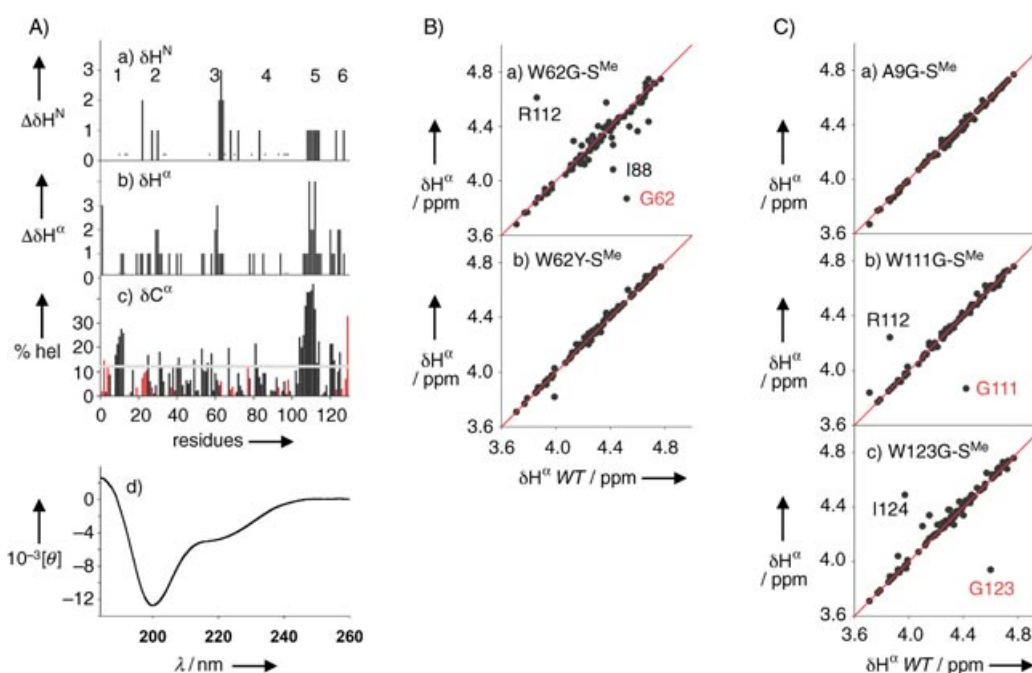 A)
a) δH^N
1 2 3 4 5 6
ΔδH^N
3
2
1
0
b) δH^α
ΔδH^α
3
2
1
0
c) δC^α
% hel
30
20
10
0
0 20 40 60 80 100 120
residues
d)
10^−3[θ]
0
−4
−8
−12
200 220 240 260
λ / nm
B)
a) W62G-S^Me
R112
I88
G62
δH^α / ppm
4.8
4.4
4.0
3.6
b) W62Y-S^Me
δH^α / ppm
4.8
4.4
4.0
3.6
3.6 4.0 4.4 4.8
δH^α WT / ppm
C)
a) A9G-S^Me
δH^α / ppm
4.8
4.4
4.0
3.6
b) W111G-S^Me
R112
G111
δH^α / ppm
4.8
4.4
4.0
3.6
c) W123G-S^Me
I124
G123
δH^α / ppm
4.8
4.4
4.0
3.6
3.6 4.0 4.4 4.8
δH^α WT / ppm